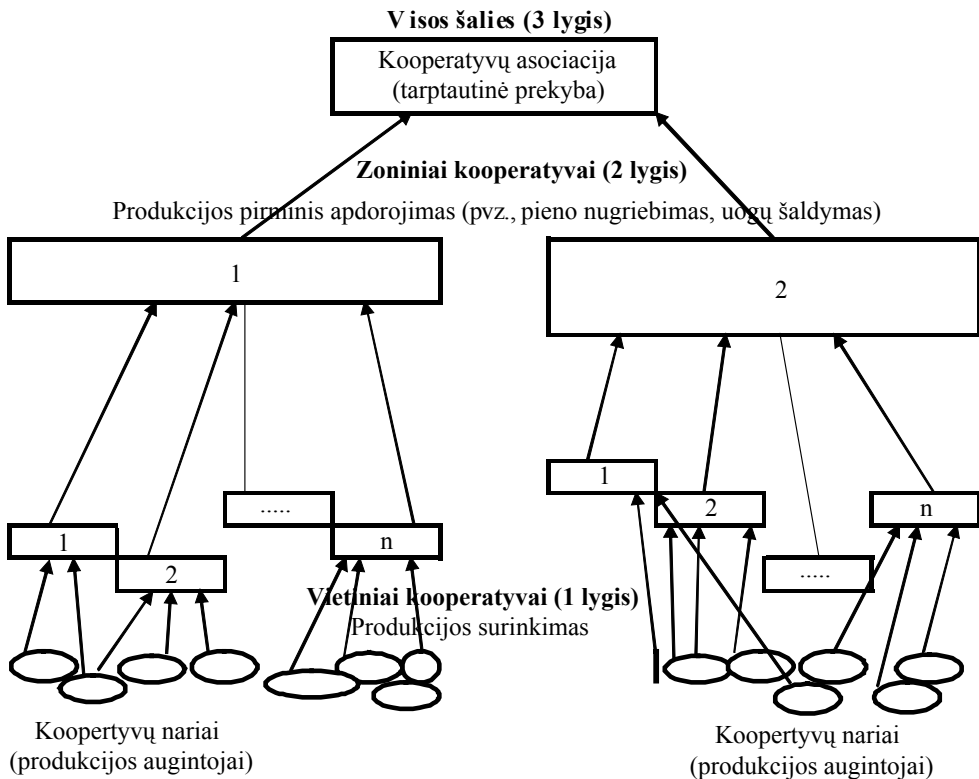 Visos šalies (3 lygis)
Kooperatyvų asociacija
(tarptautinė prekyba)
Zoniniai kooperatyvai (2 lygis)
Produkcijos pirminis apdorojimas (pvz., pieno nugriebimas, uogų šaldymas)
1
2
1
2
.....
n
1
2
.....
n
Vietiniai kooperatyvai (1 lygis)
Produkcijos surinkimas
Koopertyvų nariai
(produkcijos augintojai)
Koopertyvų nariai
(produkcijos augintojai)